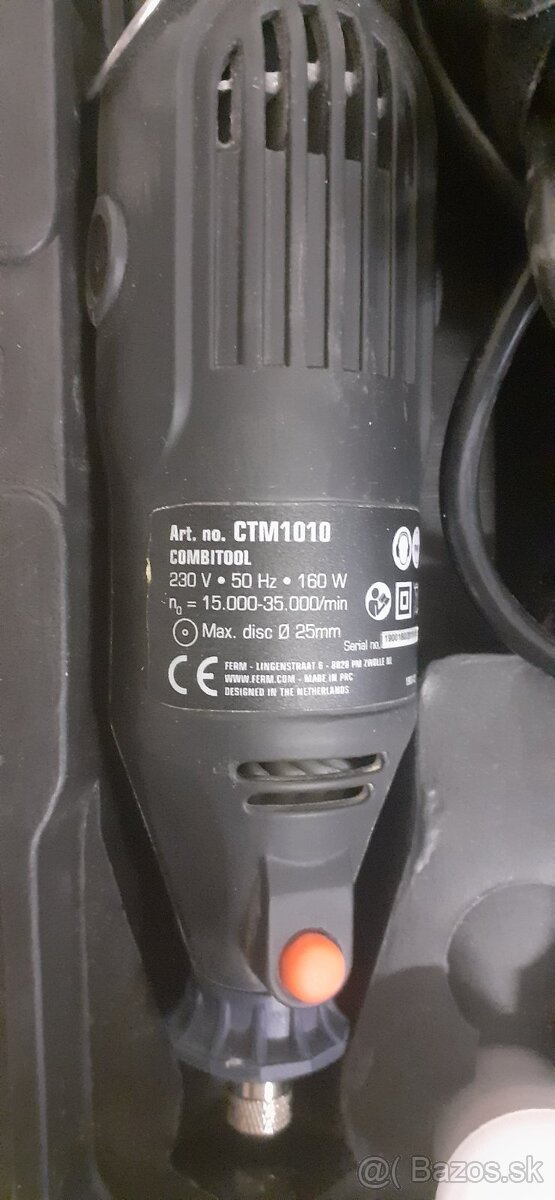 Art. no. CTM1010
COMBITOOL
230 V • 50 Hz • 160 W
n0 = 15.000-35.000/min
Max. disc Ø 25mm
Serial no.
CE
FERM - LINGENSTRAAT 6 - 8028 PM ZWOLLE NL
WWW.FERM.COM - MADE IN PRC
DESIGNED IN THE NETHERLANDS
@( Bazos.sk